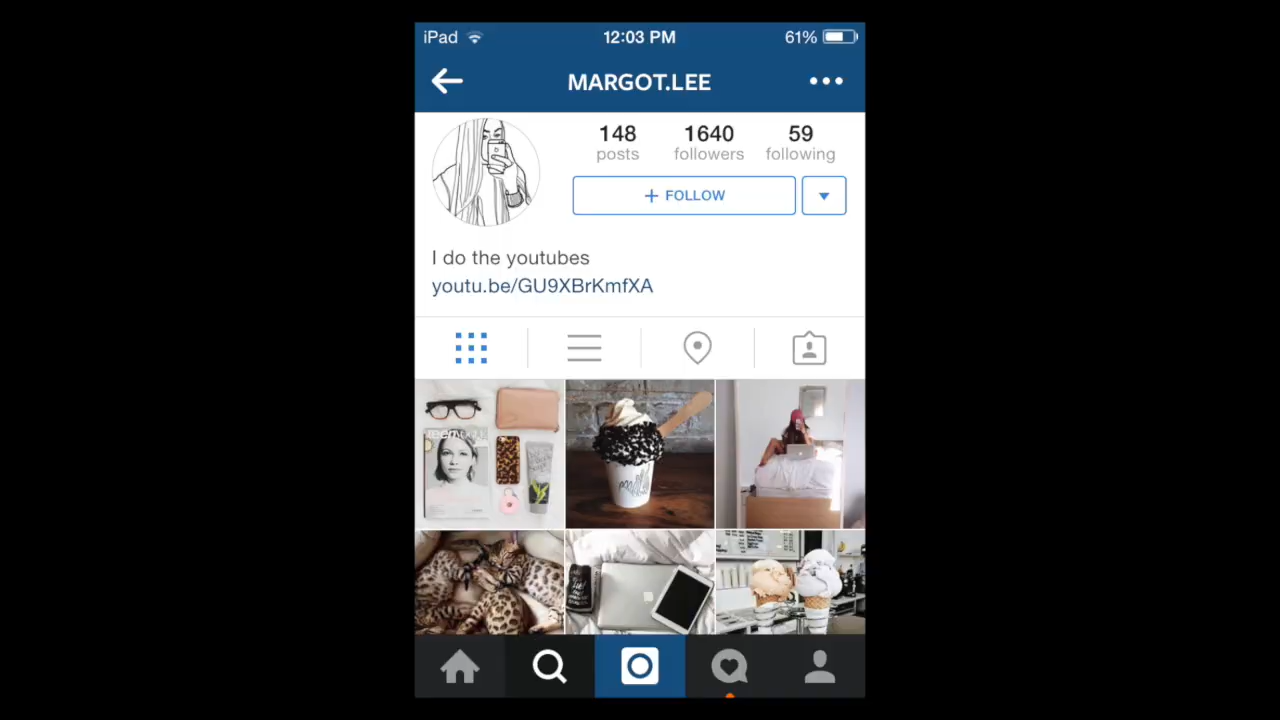 iPad 12:03 PM 61%
MARGOT.LEE
148 1640 59
posts followers following
+ FOLLOW
I do the youtubes
youtu.be/GU9XBrKmfXA
milk